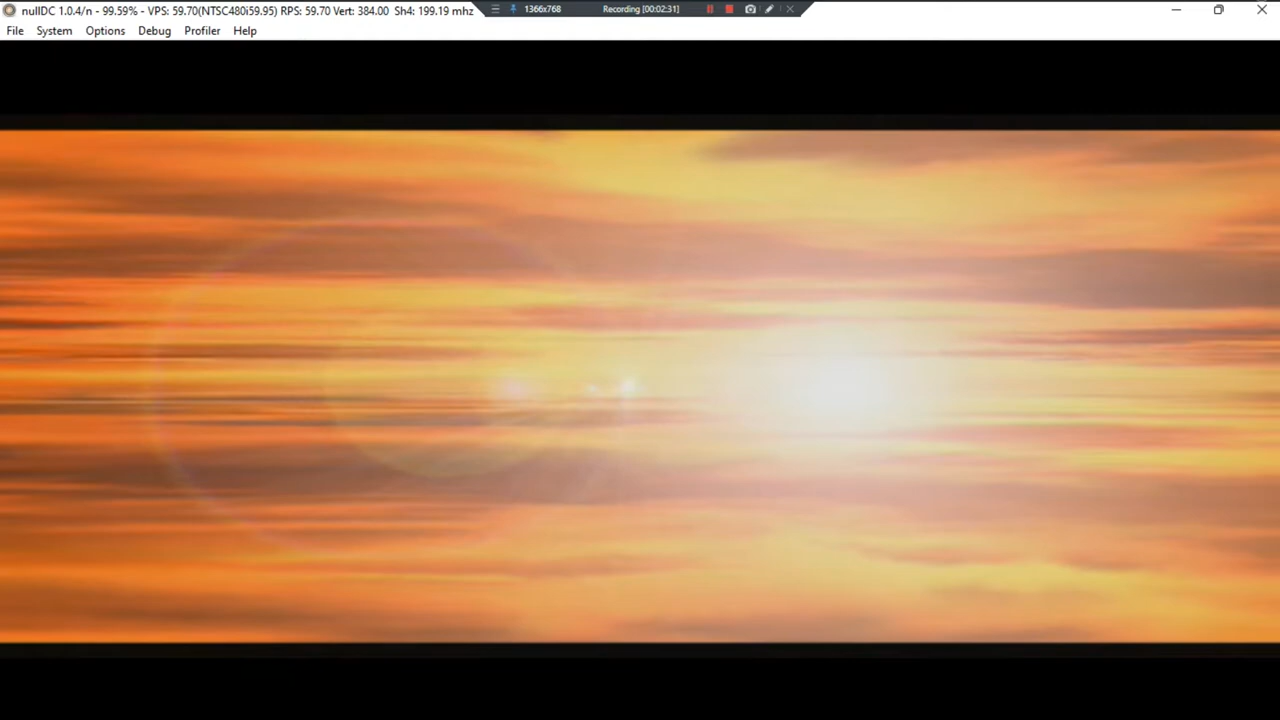 nullDC 1.0.4/n - 99.59% - VPS: 59.70(NTSC480i59.95) RPS: 59.70 Vert: 384.00 Sh4: 199.19 mhz
1366x768
Recording [00:02:31]
File System Options Debug Profiler Help